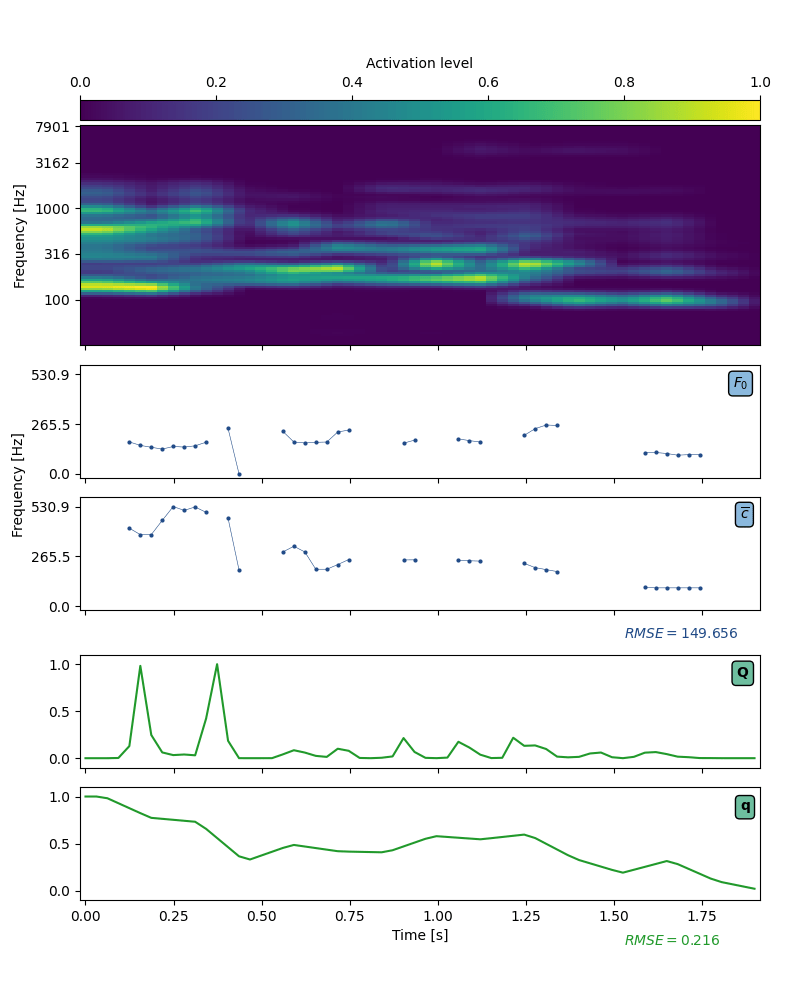 Activation level
0.0 0.2 0.4 0.6 0.8 1.0
Frequency [Hz]
7901
3162
1000
316
100
Frequency [Hz]
530.9
265.5
0.0
F₀
530.9
265.5
0.0
c̅
RMSE = 149.656
1.0
0.5
0.0
Q
1.0
0.5
0.0
q
0.00 0.25 0.50 0.75 1.00 1.25 1.50 1.75
Time [s]
RMSE = 0.216